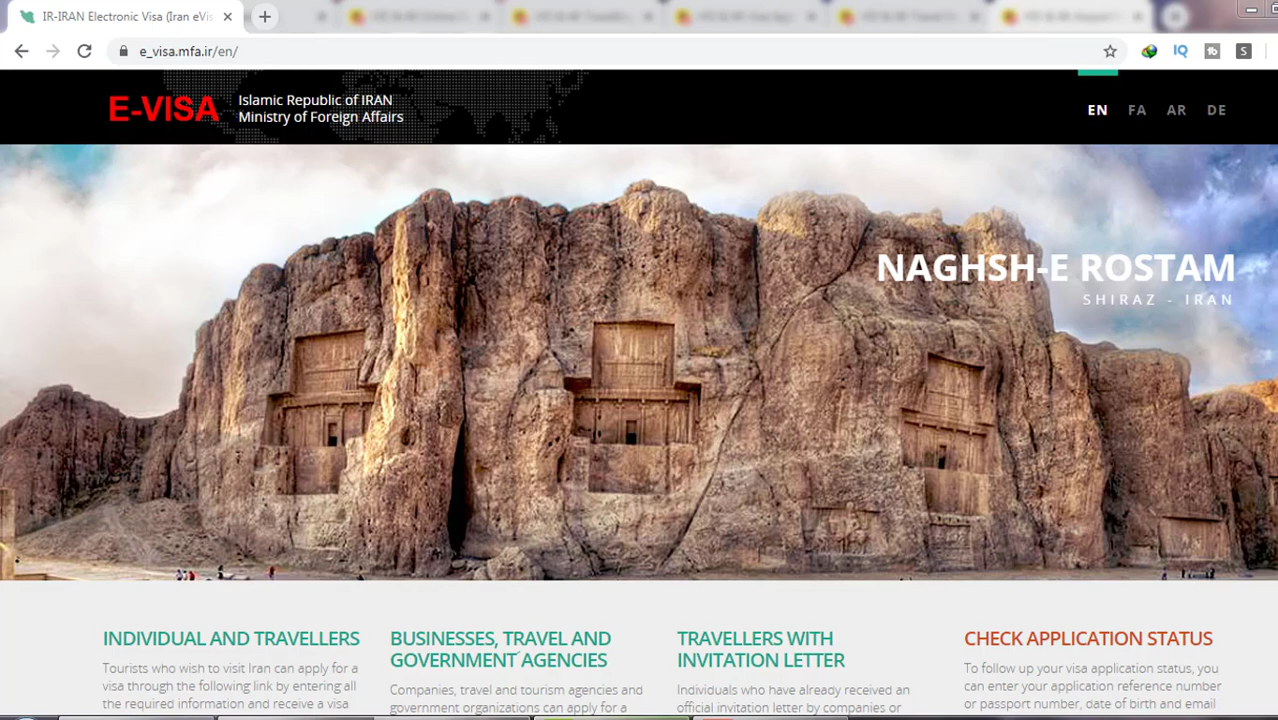 IR-IRAN Electronic Visa (Iran eVis
e_visa.mfa.ir/en/
IQ
tb
S
E-VISA
Islamic Republic of IRAN
Ministry of Foreign Affairs
EN FA AR DE
NAGHSH-E ROSTAM
SHIRAZ - IRAN
INDIVIDUAL AND TRAVELLERS
Tourists who wish to visit Iran can apply for a
visa through the following link by entering all
the required information and receive a visa
BUSINESSES, TRAVEL AND
GOVERNMENT AGENCIES
Companies, travel and tourism agencies and
government organizations can apply for a
TRAVELLERS WITH
INVITATION LETTER
Individuals who have already received an
official invitation letter by companies or
CHECK APPLICATION STATUS
To follow up your visa application status, you
can enter your application reference number
or passport number, date of birth and email